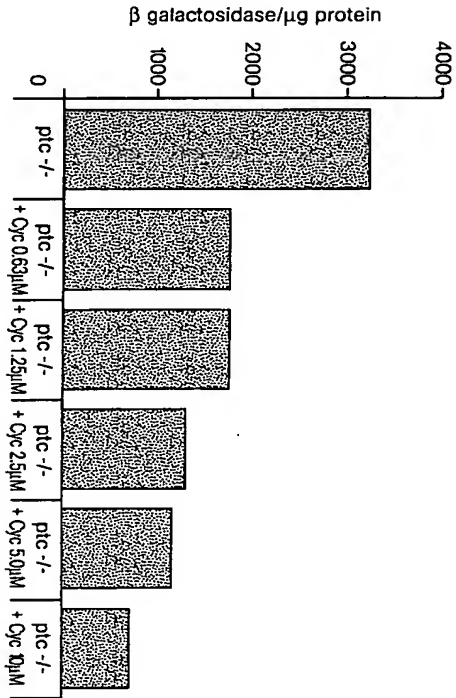 β galactosidase/μg protein
4000
3000
2000
1000
0
ptc -/-
ptc -/-
+ Cyc 0.63μM
ptc -/-
+ Cyc 1.25μM
ptc -/-
+ Cyc 2.5μM
ptc -/-
+ Cyc 5.0μM
ptc -/-
+ Cyc 10μM